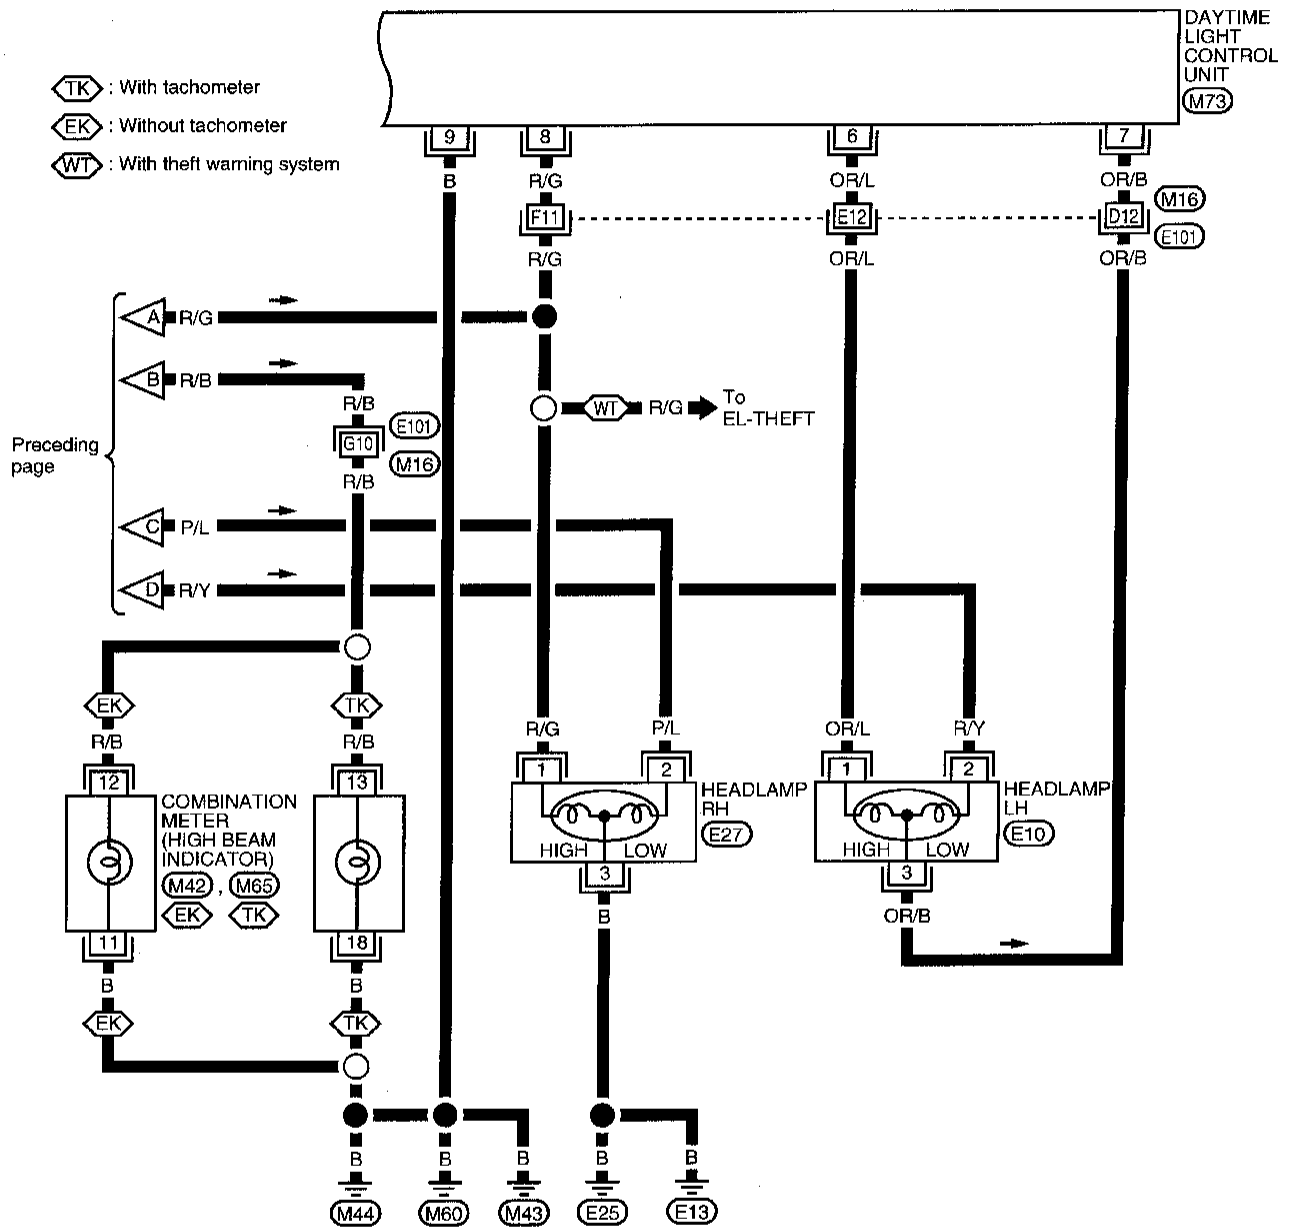 DAYTIME
LIGHT
CONTROL
UNIT
M73
TK : With tachometer
EK : Without tachometer
WT : With theft warning system
9 8 6 7
B R/G OR/L OR/B
M16
F11 E12 D12
E101
R/G OR/L OR/B
A R/G
B R/B
R/B
E101
G10
M16
R/B
WT R/G To
EL-THEFT
Preceding
page
C P/L
D R/Y
EK TK
R/B R/B
R/G P/L OR/L R/Y
12 13
1 2 1 2
COMBINATION
METER
(HIGH BEAM
INDICATOR)
M42 , M65
EK TK
HEADLAMP
RH
E27
HIGH LOW
3
HEADLAMP
LH
E10
HIGH LOW
3
11 18
B OR/B
B B
EK TK
B B B B B
M44 M60 M43 E25 E13